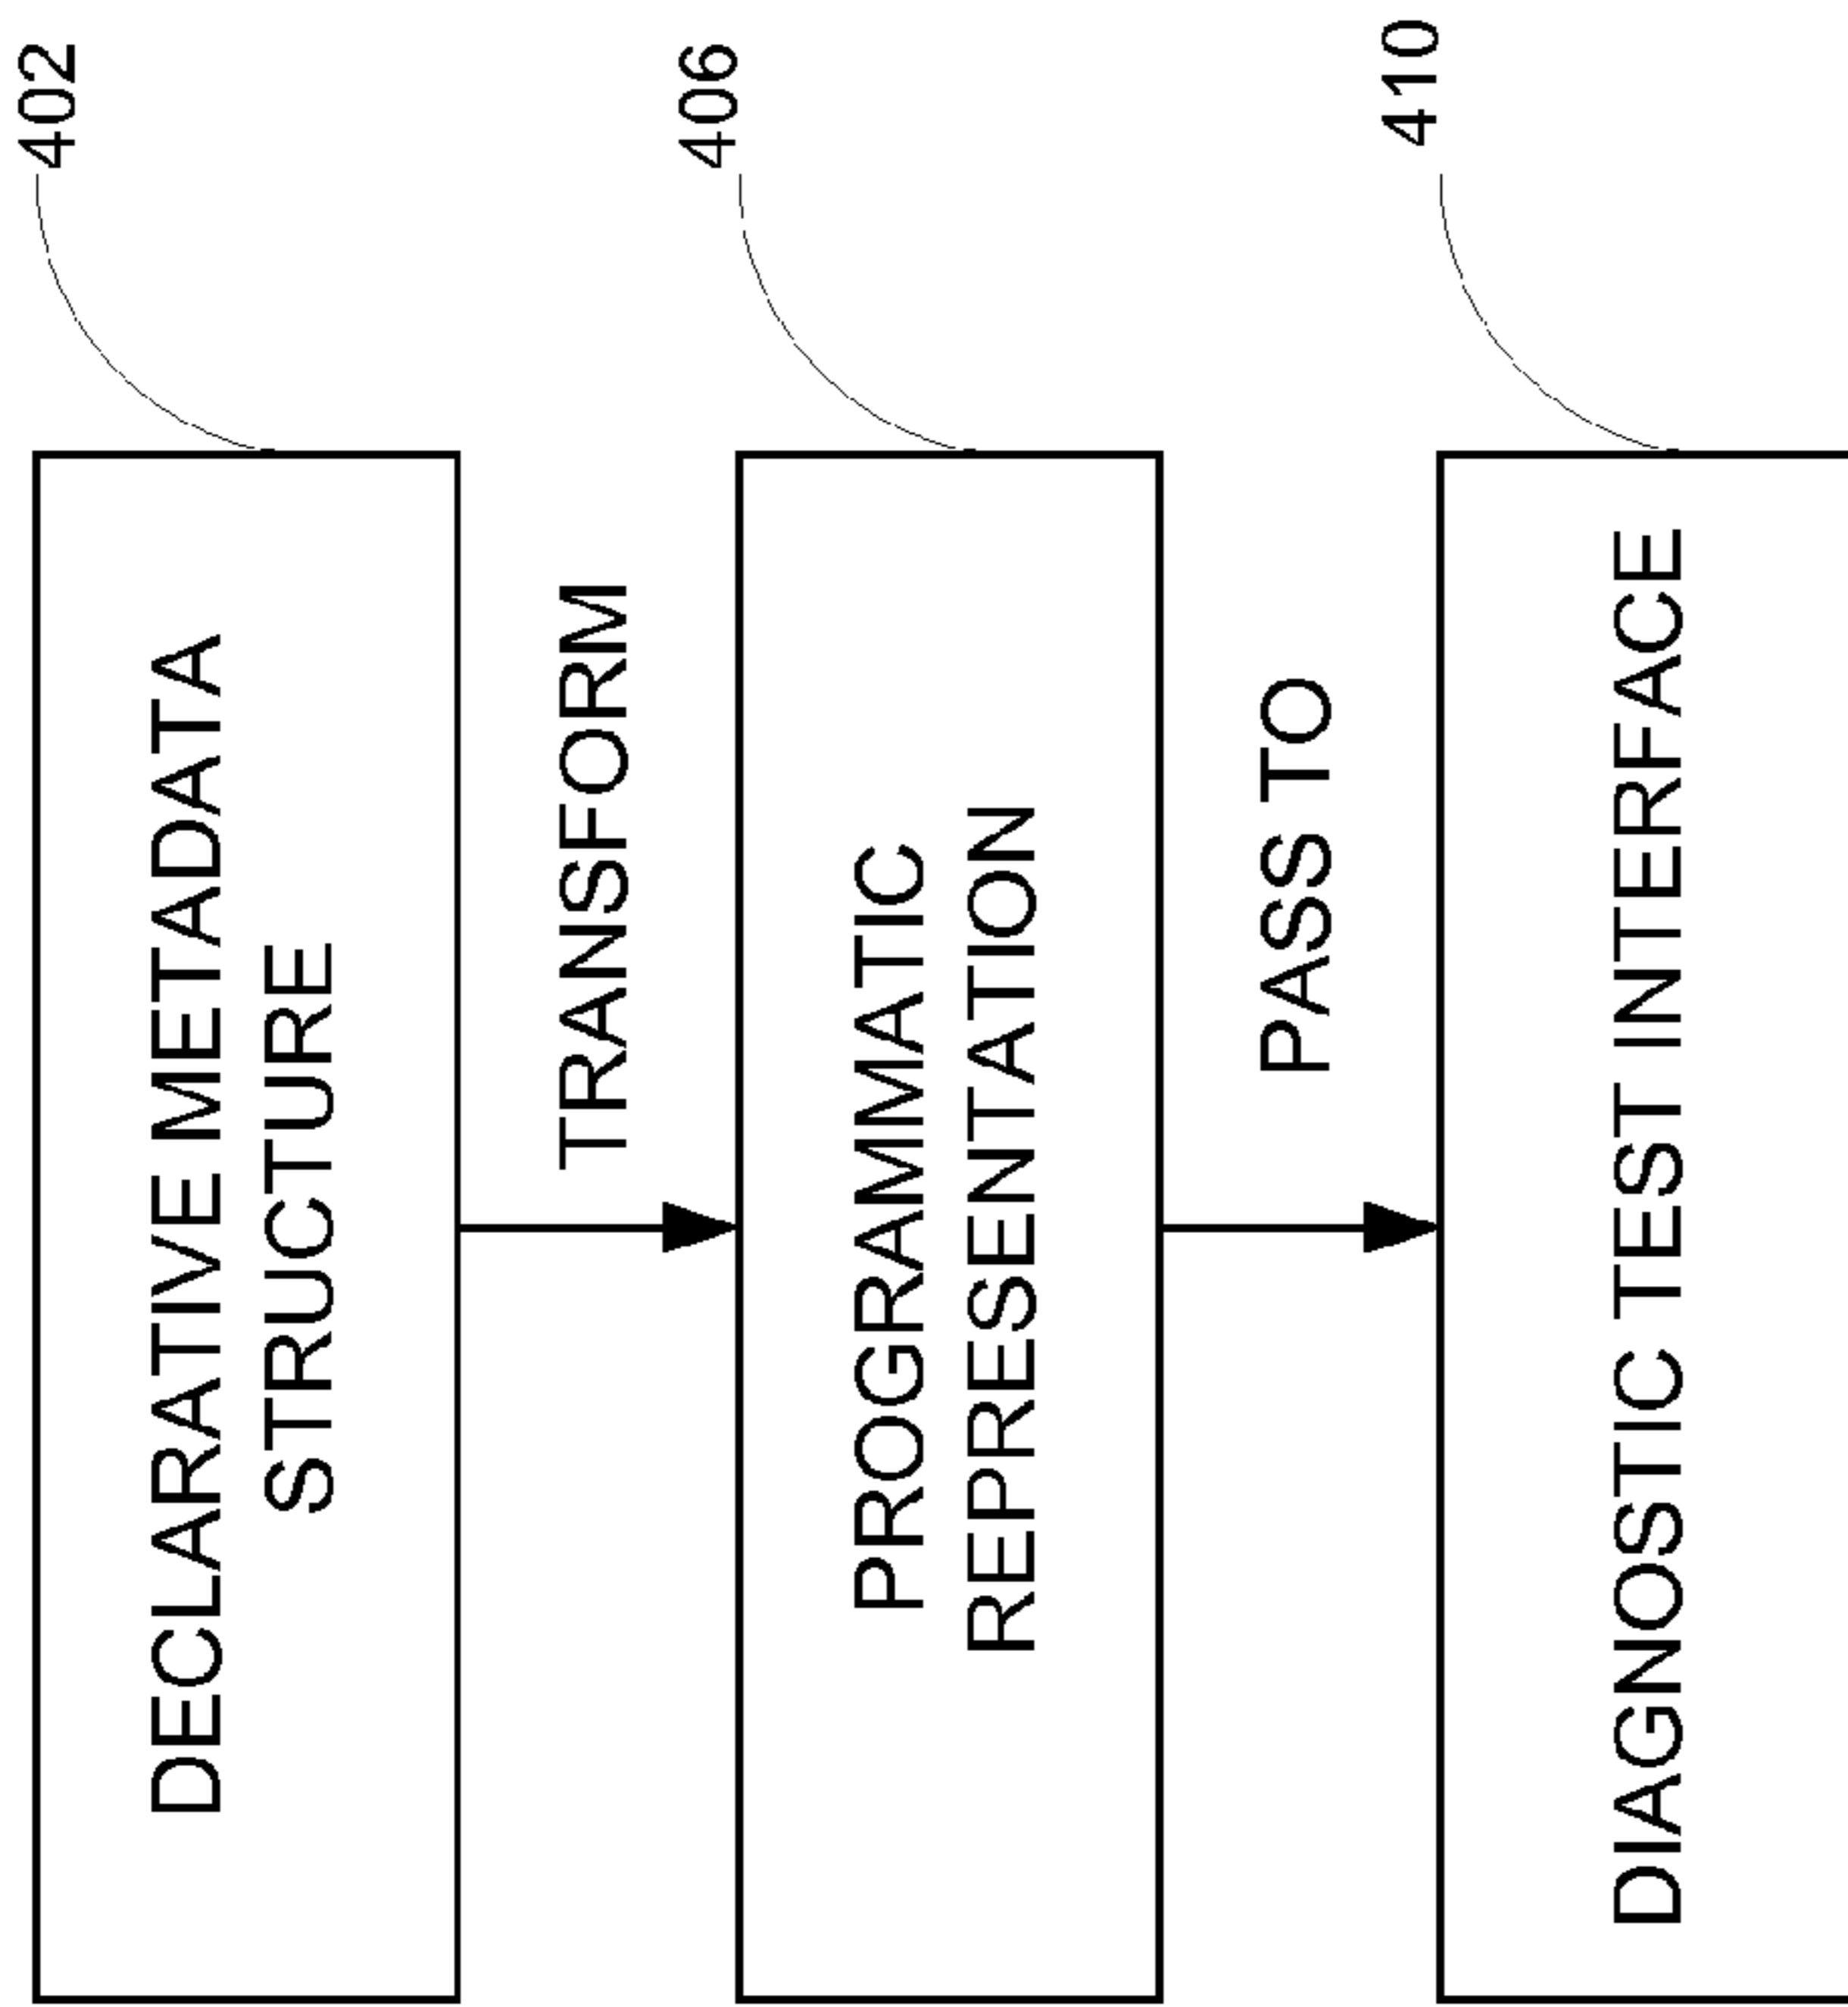 402
DECLARATIVE METADATA
STRUCTURE
TRANSFORM
406
PROGRAMMATIC
REPRESENTATION
PASS TO
410
DIAGNOSTIC TEST INTERFACE